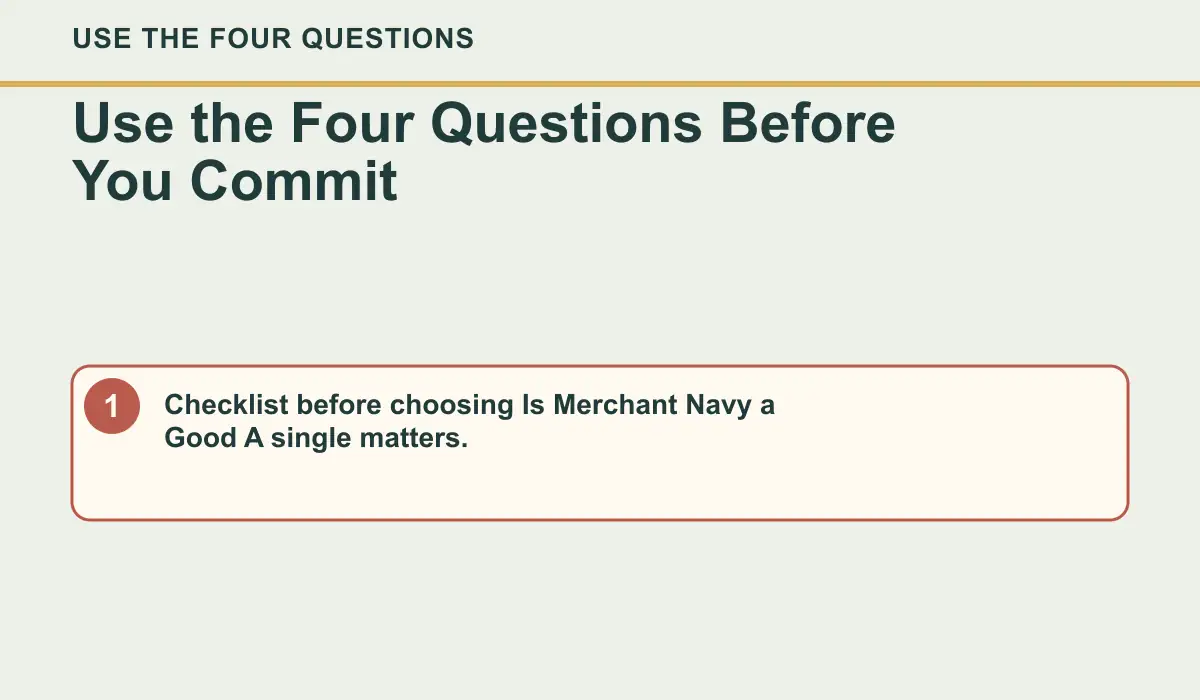 USE THE FOUR QUESTIONS
Use the Four Questions Before
You Commit
1
Checklist before choosing Is Merchant Navy a
Good A single matters.